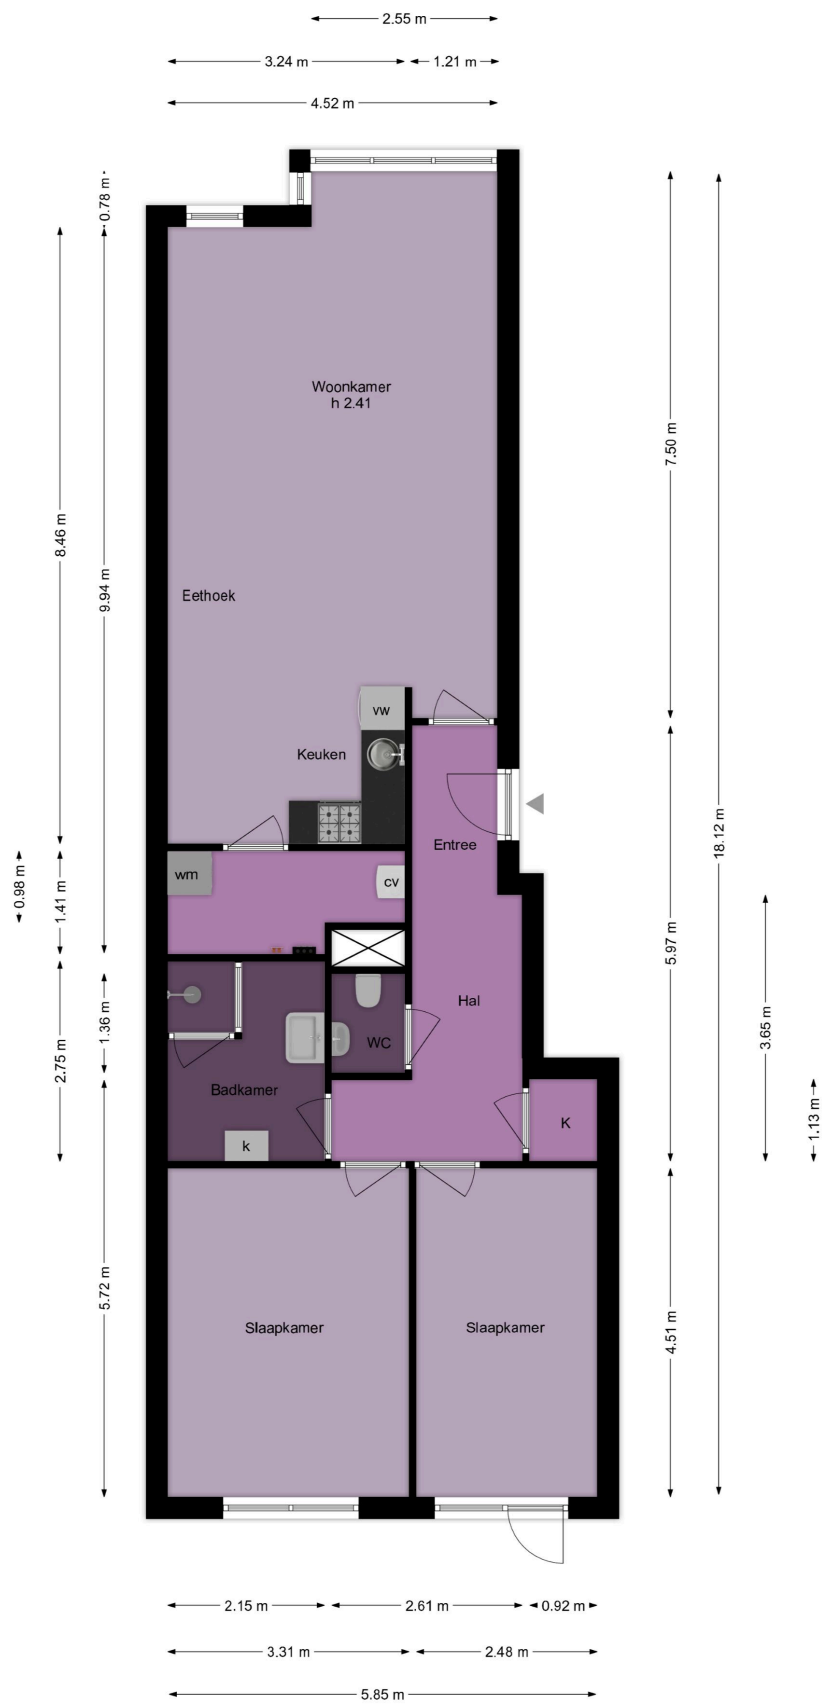 2.55 m
3.24 m
1.21 m
4.52 m
0.78 m
Woonkamer
h 2.41
7.50 m
8.46 m
9.94 m
Eethoek
vw
Keuken
18.12 m
Entree
wm
cv
0.98 m
1.41 m
5.97 m
Hal
1.36 m
3.65 m
WC
2.75 m
Badkamer
1.13 m
K
k
5.72 m
Slaapkamer
Slaapkamer
4.51 m
2.15 m
2.61 m
0.92 m
3.31 m
2.48 m
5.85 m